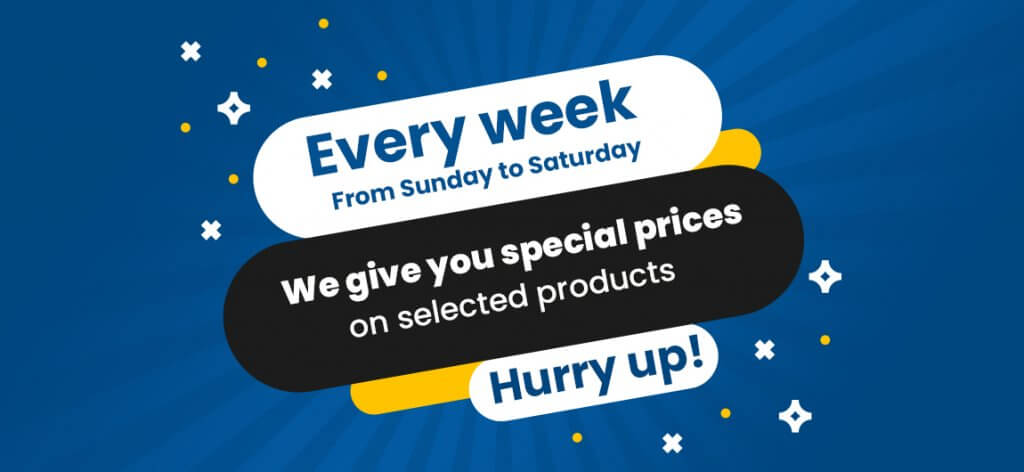 Every week
From Sunday to Saturday
We give you special prices
on selected products
Hurry up!